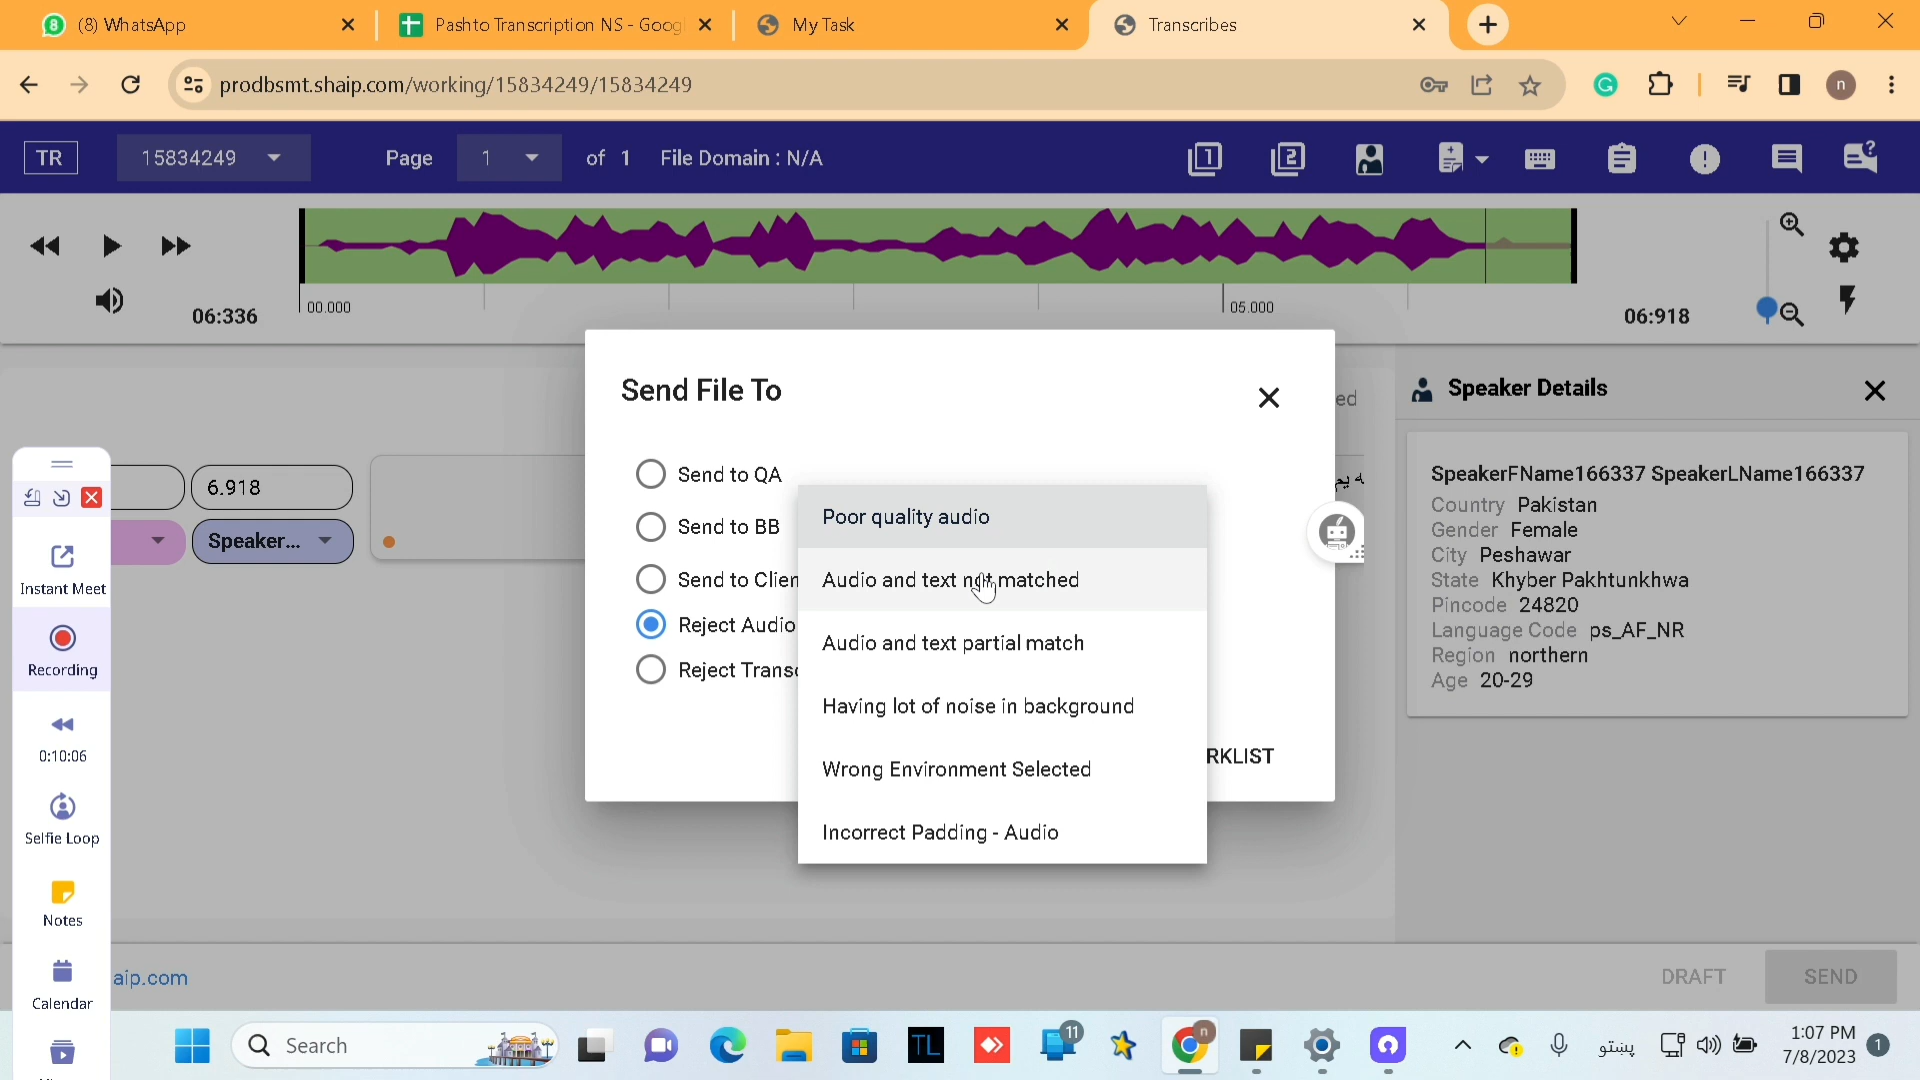 (8) WhatsApp
Pashto Transcription NS - Goog
My Task
Transcribes
prodbsmt.shaip.com/working/15834249/15834249
n
TR
15834249
Page
1
of 1
File Domain : N/A
1
2
06:336
00.000
05.000
06:918
Send File To
Send to QA
Send to BB
Send to Clien
Reject Audio
Reject Transc
Poor quality audio
Audio and text not matched
Audio and text partial match
Having lot of noise in background
Wrong Environment Selected
Incorrect Padding - Audio
RKLIST
ed
6.918
Speaker...
Speaker Details
SpeakerFName166337 SpeakerLName166337
Country Pakistan
Gender Female
City Peshawar
State Khyber Pakhtunkhwa
Pincode 24820
Language Code ps_AF_NR
Region northern
Age 20-29
Instant Meet
Recording
0:10:06
Selfie Loop
Notes
Calendar
aip.com
DRAFT
SEND
Search
TL
11
n
پښتو
1:07 PM
7/8/2023
1